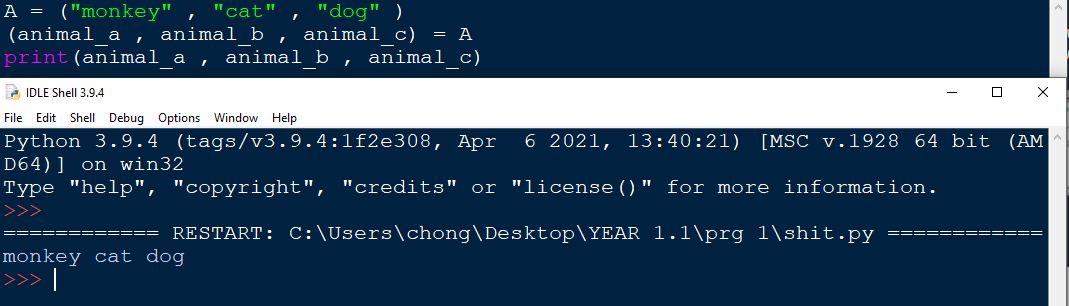 A = ("monkey" , "cat" , "dog" )
(animal_a , animal_b , animal_c) = A
print(animal_a , animal_b , animal_c)
IDLE Shell 3.9.4
File Edit Shell Debug Options Window Help
Python 3.9.4 (tags/v3.9.4:1f2e308, Apr  6 2021, 13:40:21) [MSC v.1928 64 bit (AM
D64)] on win32
Type "help", "copyright", "credits" or "license()" for more information.
>>>
============ RESTART: C:\Users\chong\Desktop\YEAR 1.1\prg 1\shit.py ============
monkey cat dog
>>>